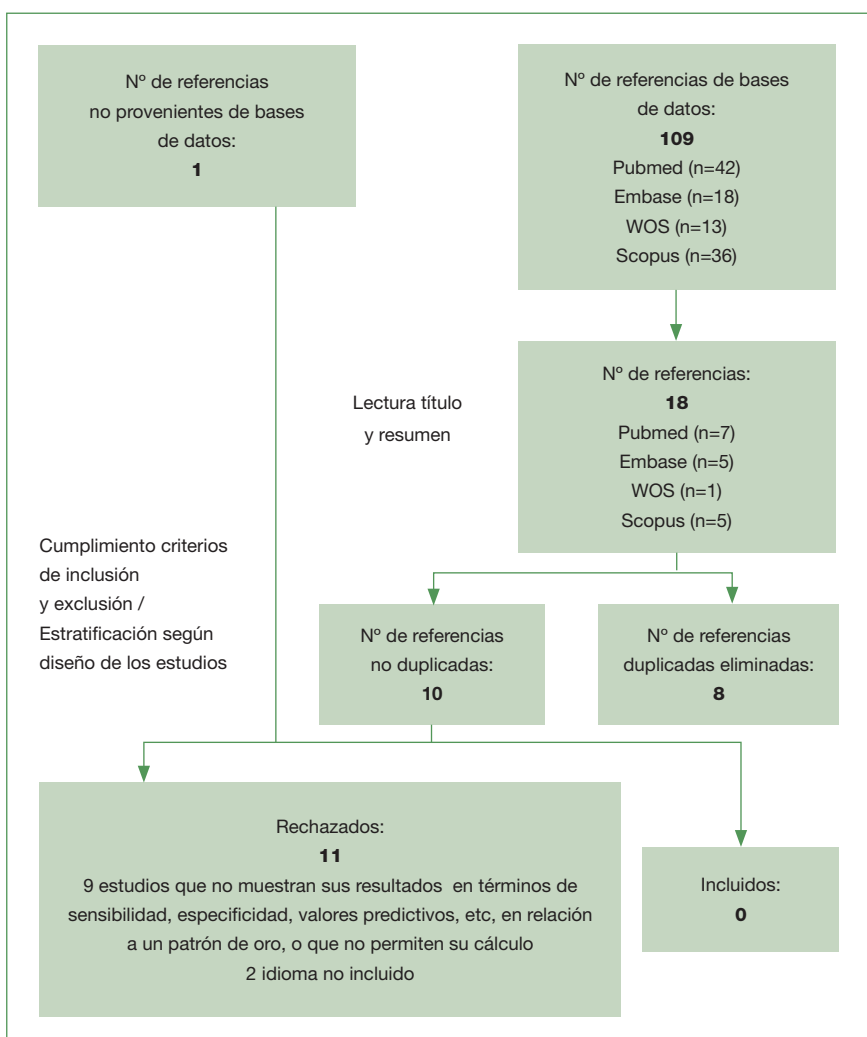 Nº de referencias
no provenientes de bases
de datos:
1
Nº de referencias de bases
de datos:
109
Pubmed (n=42)
Embase (n=18)
WOS (n=13)
Scopus (n=36)
Lectura título
y resumen
Nº de referencias:
18
Pubmed (n=7)
Embase (n=5)
WOS (n=1)
Scopus (n=5)
Cumplimiento criterios
de inclusión
y exclusión /
Estratificación según
diseño de los estudios
Nº de referencias
no duplicadas:
10
Nº de referencias
duplicadas eliminadas:
8
Rechazados:
11
9 estudios que no muestran sus resultados en términos de
sensibilidad, especificidad, valores predictivos, etc, en relación
a un patrón de oro, o que no permiten su cálculo
2 idioma no incluido
Incluidos:
0